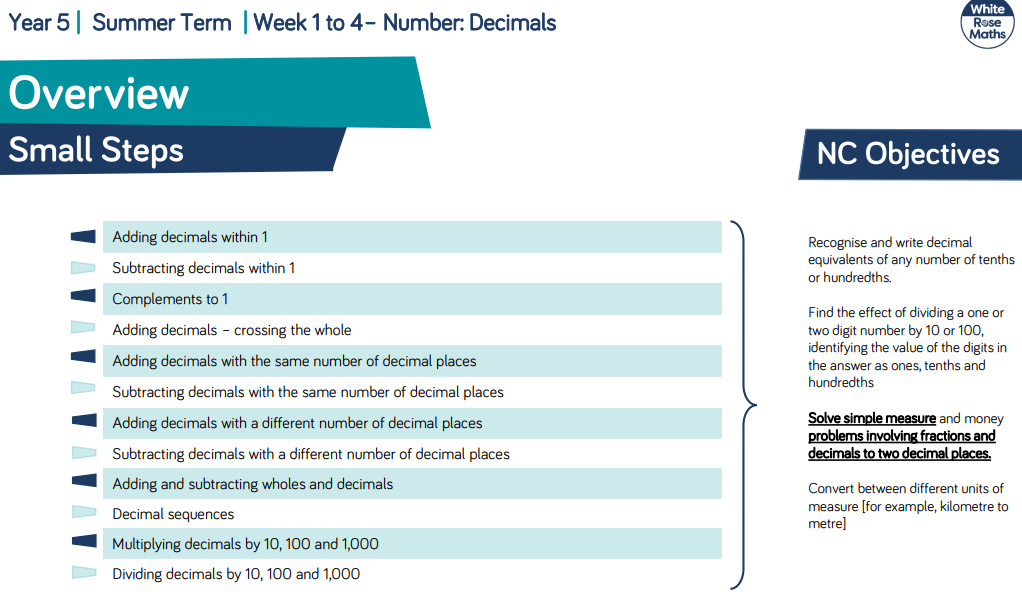 Year 5 | Summer Term | Week 1 to 4 – Number: Decimals
White
Rose
Maths
Overview
Small Steps
NC Objectives
Adding decimals within 1
Subtracting decimals within 1
Complements to 1
Adding decimals – crossing the whole
Adding decimals with the same number of decimal places
Subtracting decimals with the same number of decimal places
Adding decimals with a different number of decimal places
Subtracting decimals with a different number of decimal places
Adding and subtracting wholes and decimals
Decimal sequences
Multiplying decimals by 10, 100 and 1,000
Dividing decimals by 10, 100 and 1,000
Recognise and write decimal
equivalents of any number of tenths
or hundredths.
Find the effect of dividing a one or
two digit number by 10 or 100,
identifying the value of the digits in
the answer as ones, tenths and
hundredths
Solve simple measure and money
problems involving fractions and
decimals to two decimal places.
Convert between different units of
measure [for example, kilometre to
metre]